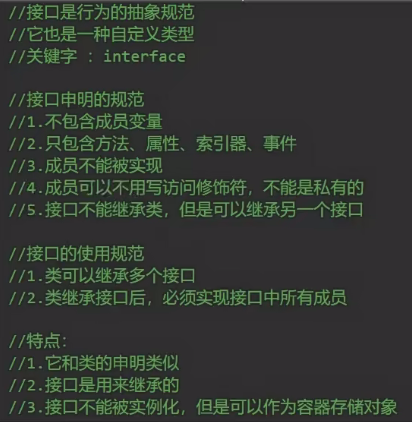 //接口是行为的抽象规范
//它也是一种自定义类型
//关键字 : interface
//接口申明的规范
//1.不包含成员变量
//2.只包含方法、属性、索引器、事件
//3.成员不能被实现
//4.成员可以不用写访问修饰符，不能是私有的
//5.接口不能继承类，但是可以继承另一个接口
//接口的使用规范
//1.类可以继承多个接口
//2.类继承接口后，必须实现接口中所有成员
//特点：
//1.它和类的申明类似
//2.接口是用来继承的
//3.接口不能被实例化，但是可以作为容器存储对象